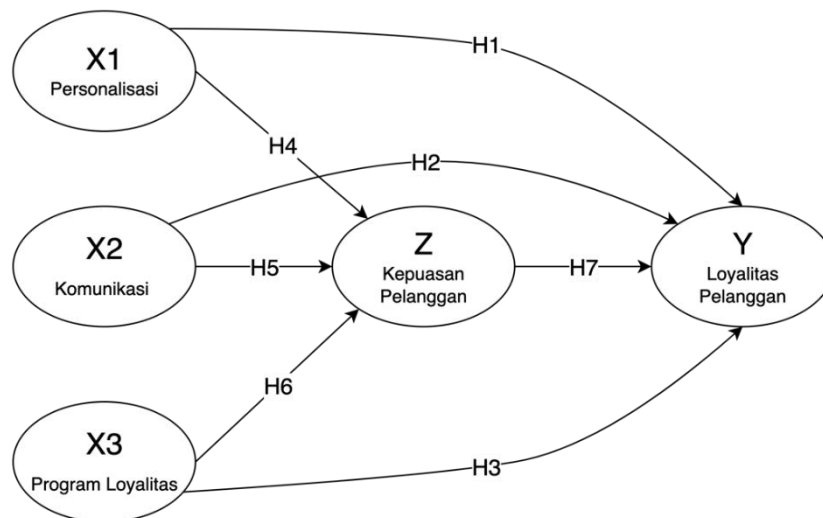 X1
Personalisasi
H1
H4
H2
X2
Komunikasi
H5
Z
Kepuasan
Pelanggan
H7
Y
Loyalitas
Pelanggan
H6
X3
Program Loyalitas
H3